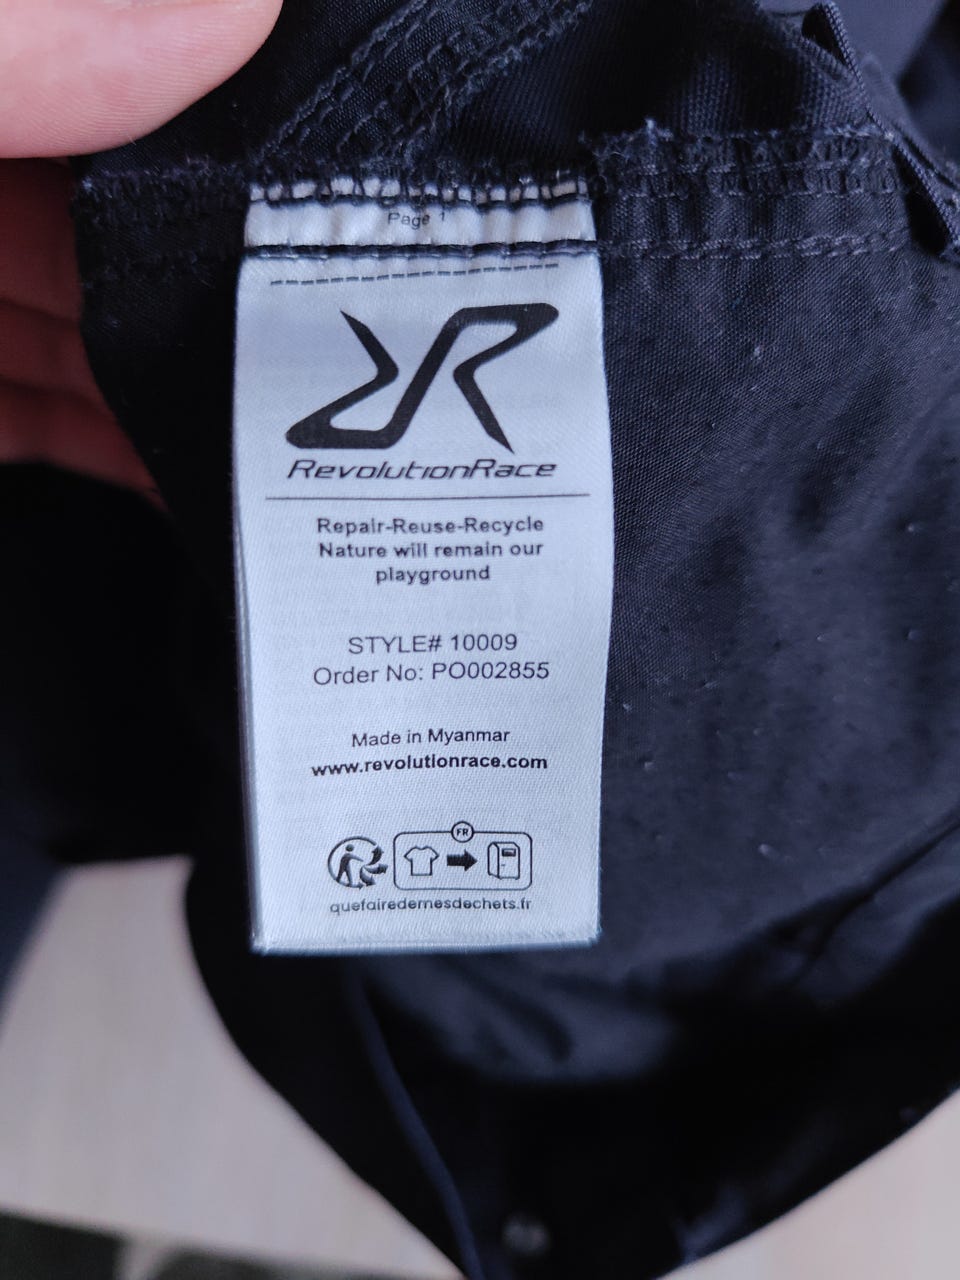 Page 1
RevolutionRace
Repair-Reuse-Recycle
Nature will remain our
playground
STYLE# 10009
Order No: PO002855
Made in Myanmar
www.revolutionrace.com
FR
quefairedemesdechets.fr